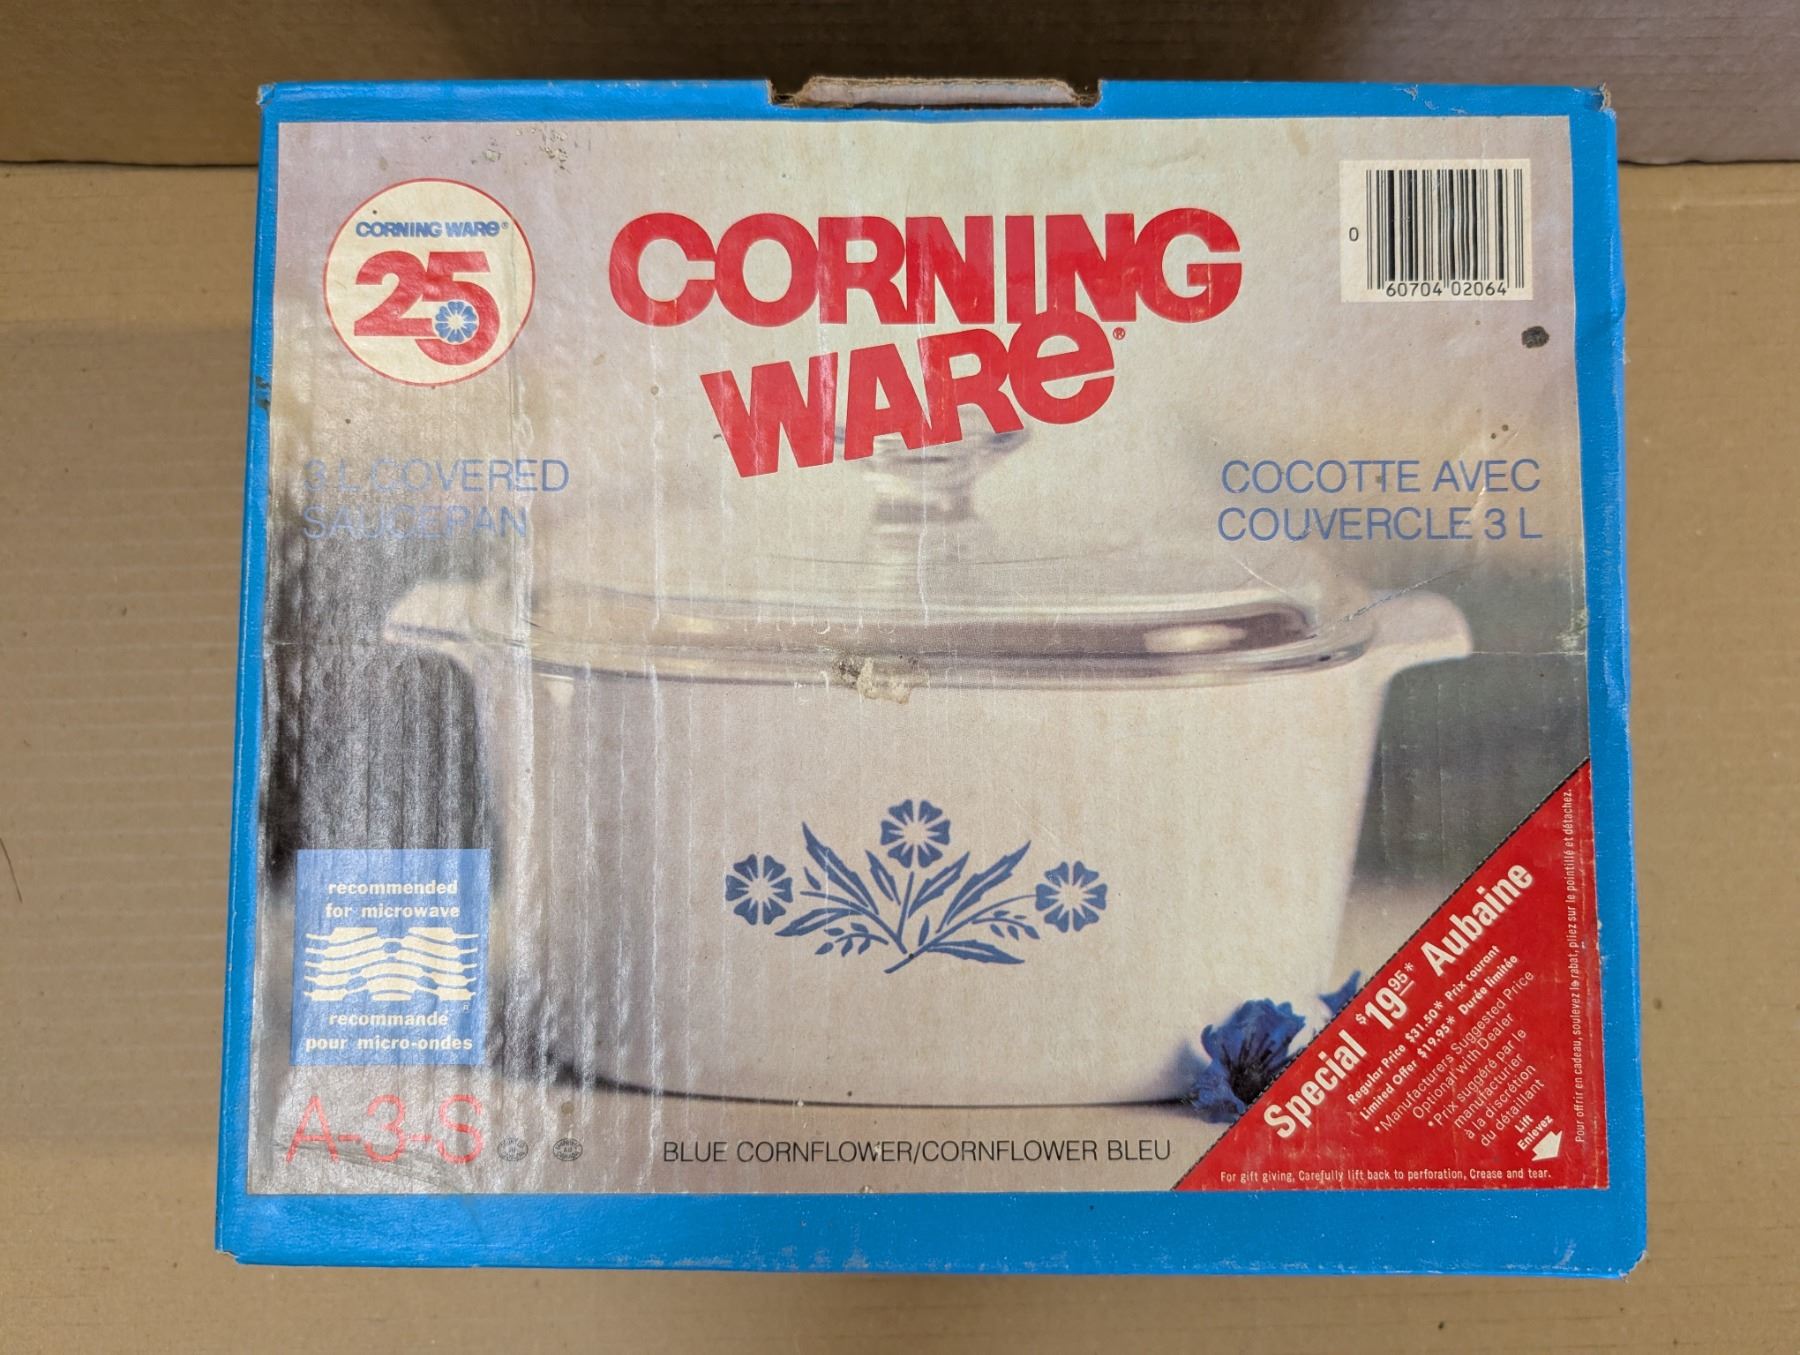 CORNING WARE®
25
CORNING
WARE®
0
60704 02064
3 L COVERED
SAUCEPAN
COCOTTE AVEC
COUVERCLE 3 L
recommended
for microwave
recommandé
pour micro-ondes
A-3-S
BLUE CORNFLOWER/CORNFLOWER BLEU
Special $19.95* Aubaine
Regular Price $31.50* Prix courant
Limited Offer $19.95* Durée limitée
*Manufacturers Suggested Price
Optional with Dealer
*Prix suggéré par le
manufacturier
à la discrétion
du détaillant
Lift
Enlevez
For gift giving, Carefully lift back to perforation, Crease and tear.
Pour offrir en cadeau, soulevez le rabat, pliez sur le pointillé et détachez.